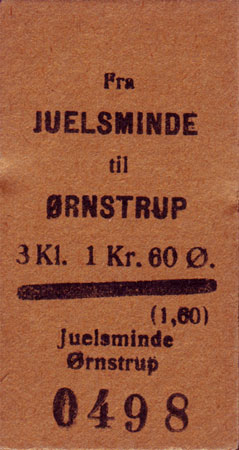 Fra
JUELSMINDE
til
ØRNSTRUP
3 Kl. 1 Kr. 60 Ø.
(1,60)
Juelsminde
Ørnstrup
0498